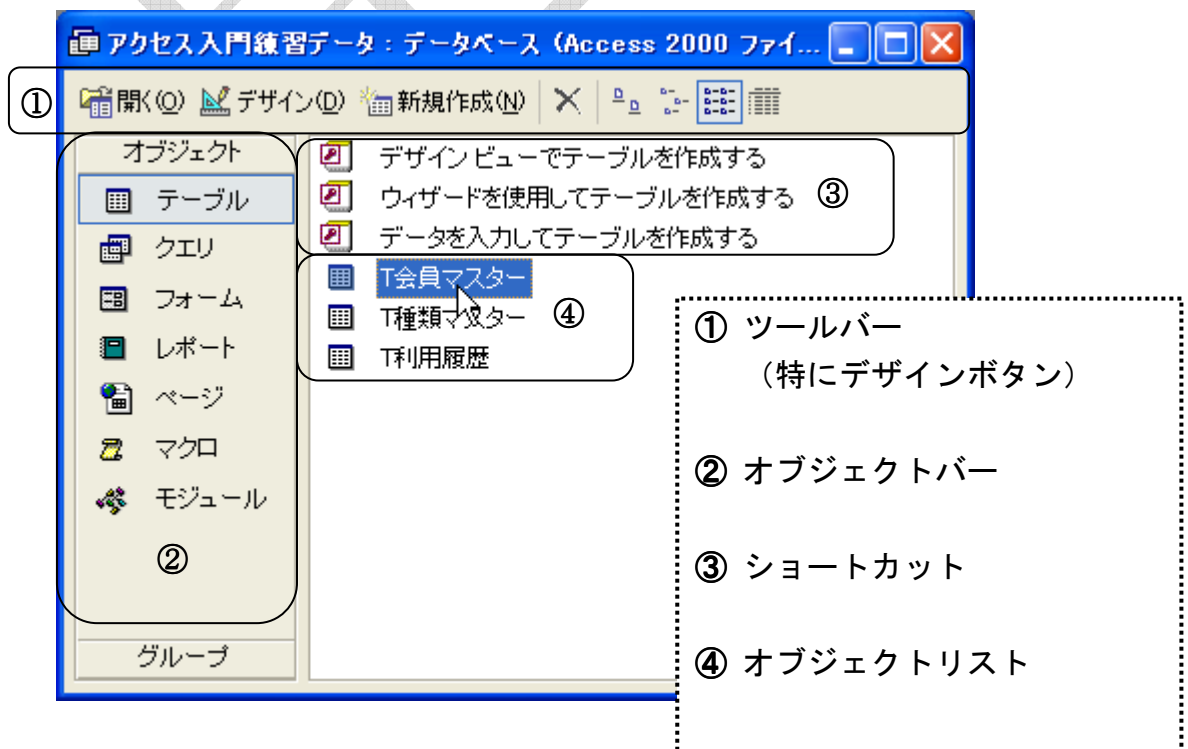 アクセス入門練習データ : データベース (Access 2000 ファイ...
① 開く(O) デザイン(D) 新規作成(N)
オブジェクト
テーブル
クエリ
フォーム
レポート
ページ
マクロ
モジュール
②
グループ
デザイン ビューでテーブルを作成する
ウィザードを使用してテーブルを作成する ③
データを入力してテーブルを作成する
T会員マスター
T種類マスター ④
T利用履歴
① ツールバー
（特にデザインボタン）
② オブジェクトバー
③ ショートカット
④ オブジェクトリスト